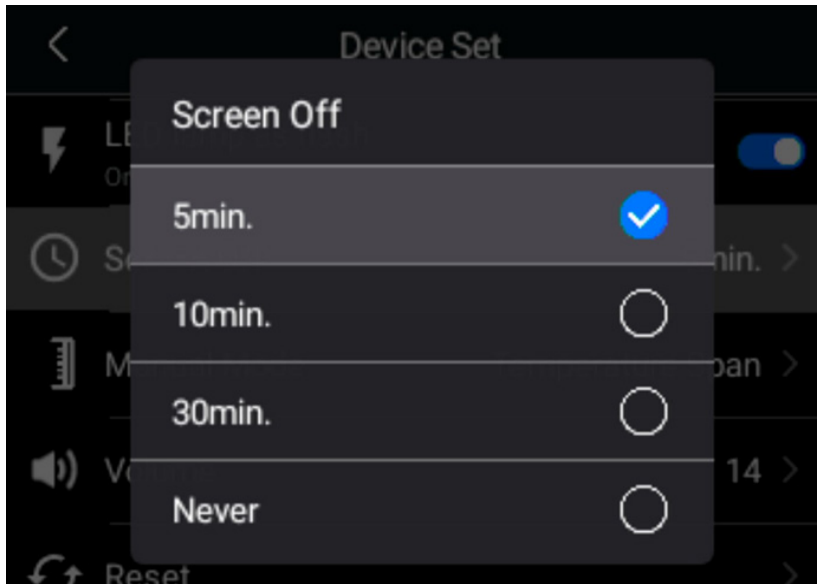 Device Set
Screen Off
5min.
10min.
30min.
Never
14
Reset